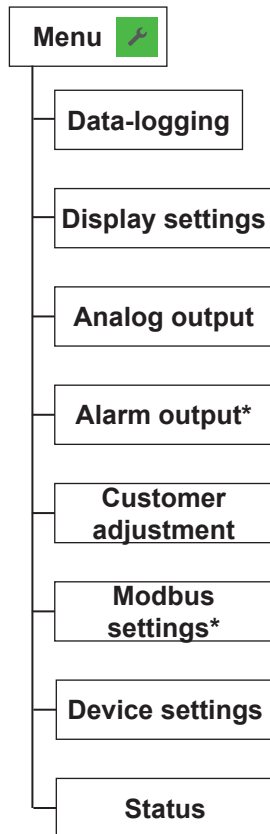 Menu
Data-logging
Display settings
Analog output
Alarm output*
Customer
adjustment
Modbus
settings*
Device settings
Status